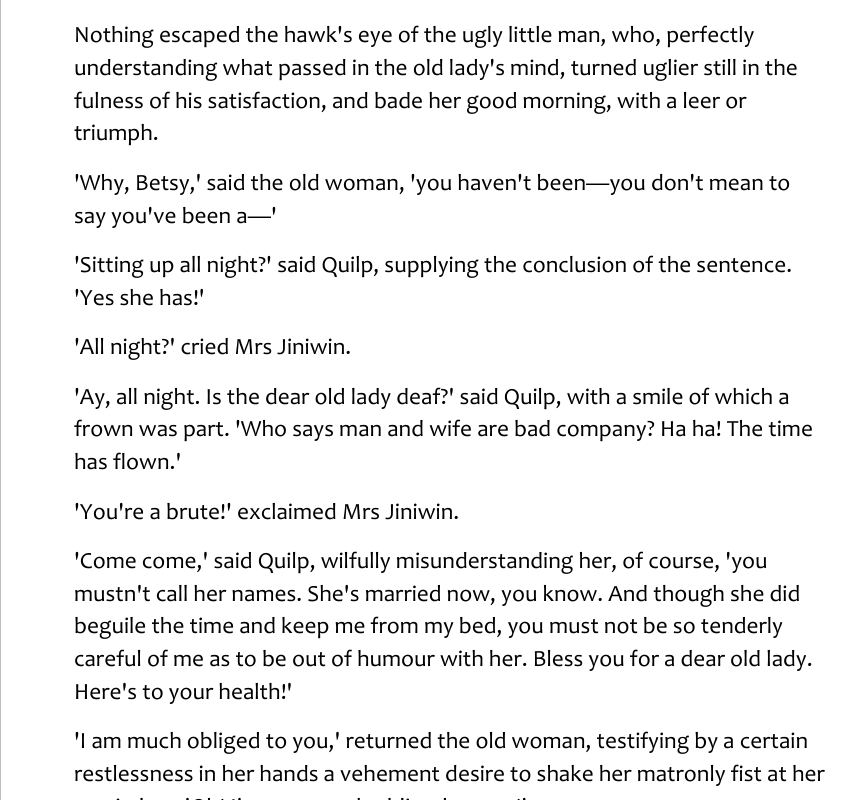 Nothing escaped the hawk's eye of the ugly little man, who, perfectly
understanding what passed in the old lady's mind, turned uglier still in the
fulness of his satisfaction, and bade her good morning, with a leer or
triumph.
'Why, Betsy,' said the old woman, 'you haven't been—you don't mean to
say you've been a—'
'Sitting up all night?' said Quilp, supplying the conclusion of the sentence.
'Yes she has!'
'All night?' cried Mrs Jiniwin.
'Ay, all night. Is the dear old lady deaf?' said Quilp, with a smile of which a
frown was part. 'Who says man and wife are bad company? Ha ha! The time
has flown.'
'You're a brute!' exclaimed Mrs Jiniwin.
'Come come,' said Quilp, wilfully misunderstanding her, of course, 'you
mustn't call her names. She's married now, you know. And though she did
beguile the time and keep me from my bed, you must not be so tenderly
careful of me as to be out of humour with her. Bless you for a dear old lady.
Here's to your health!'
'I am much obliged to you,' returned the old woman, testifying by a certain
restlessness in her hands a vehement desire to shake her matronly fist at her